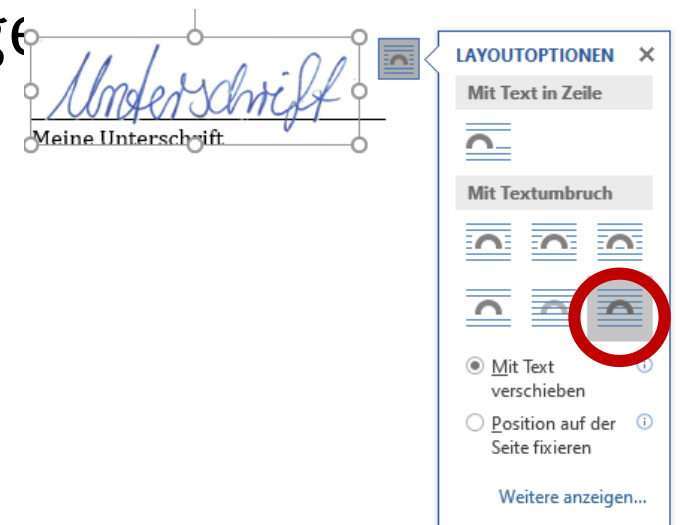 ge
Unterschrift
Meine Unterschrift
LAYOUTOPTIONEN
Mit Text in Zeile
Mit Textumbruch
Mit Text
verschieben
Position auf der
Seite fixieren
Weitere anzeigen...